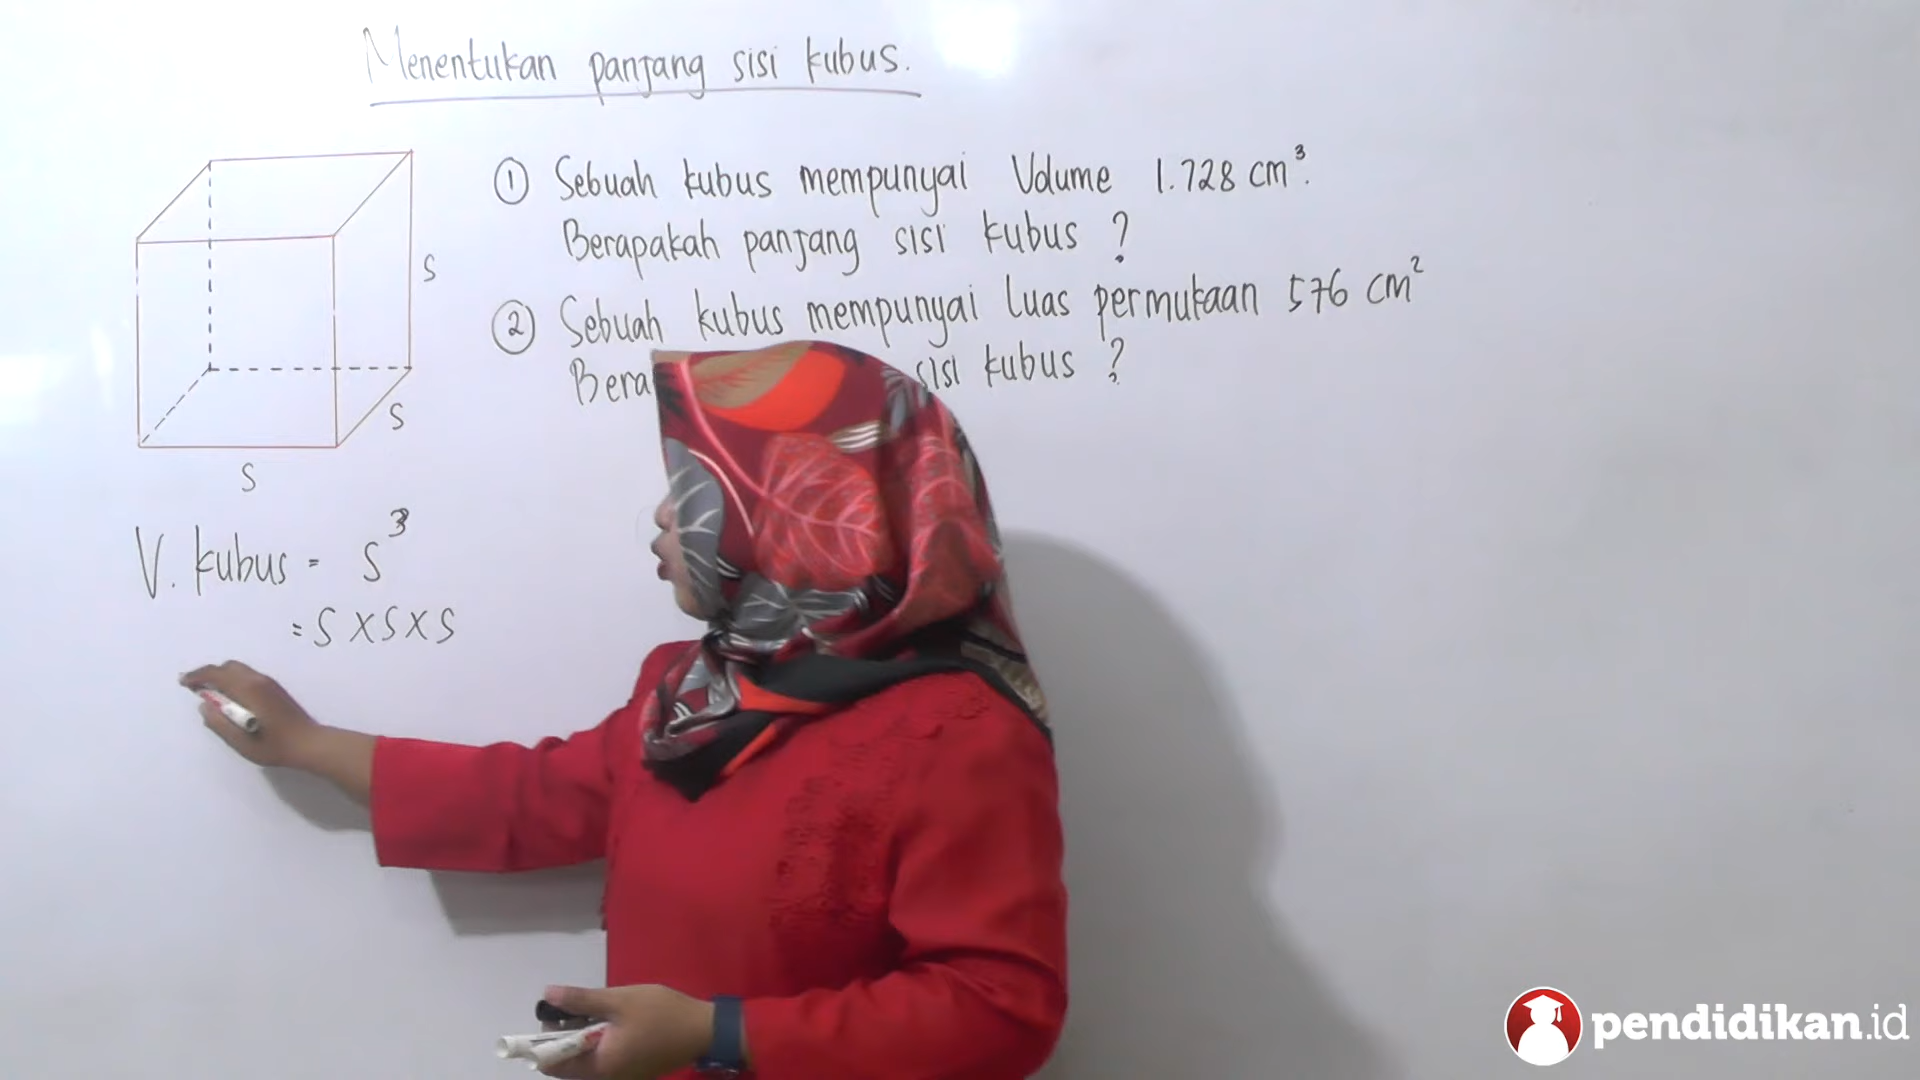 Menentukan panjang sisi kubus.
① Sebuah kubus mempunyai Volume 1.728 cm³.
Berapakah panjang sisi kubus ?
② Sebuah kubus mempunyai luas permukaan 576 cm²
sisi kubus ?
S
S
S
V. kubus = S³
= S x S x S
pendidikan.id